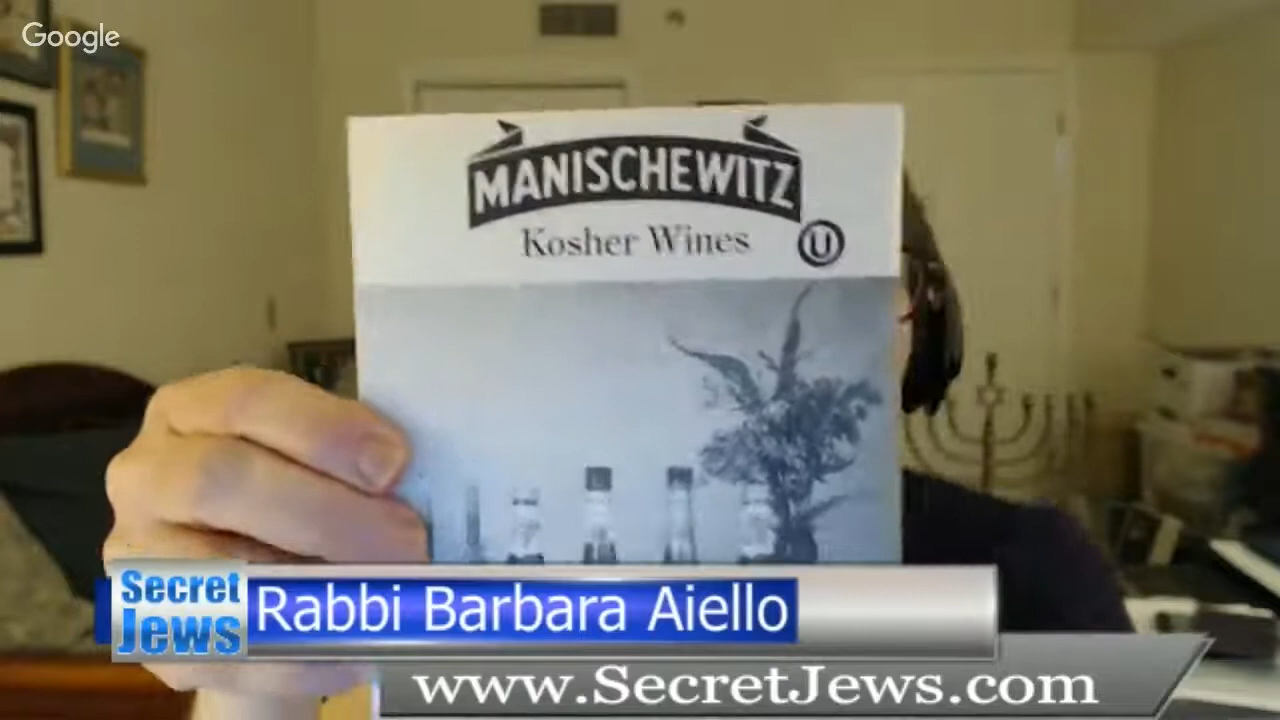 Google
MANISCHEWITZ
Kosher Wines
U
Secret
Jews
Rabbi Barbara Aiello
www.SecretJews.com